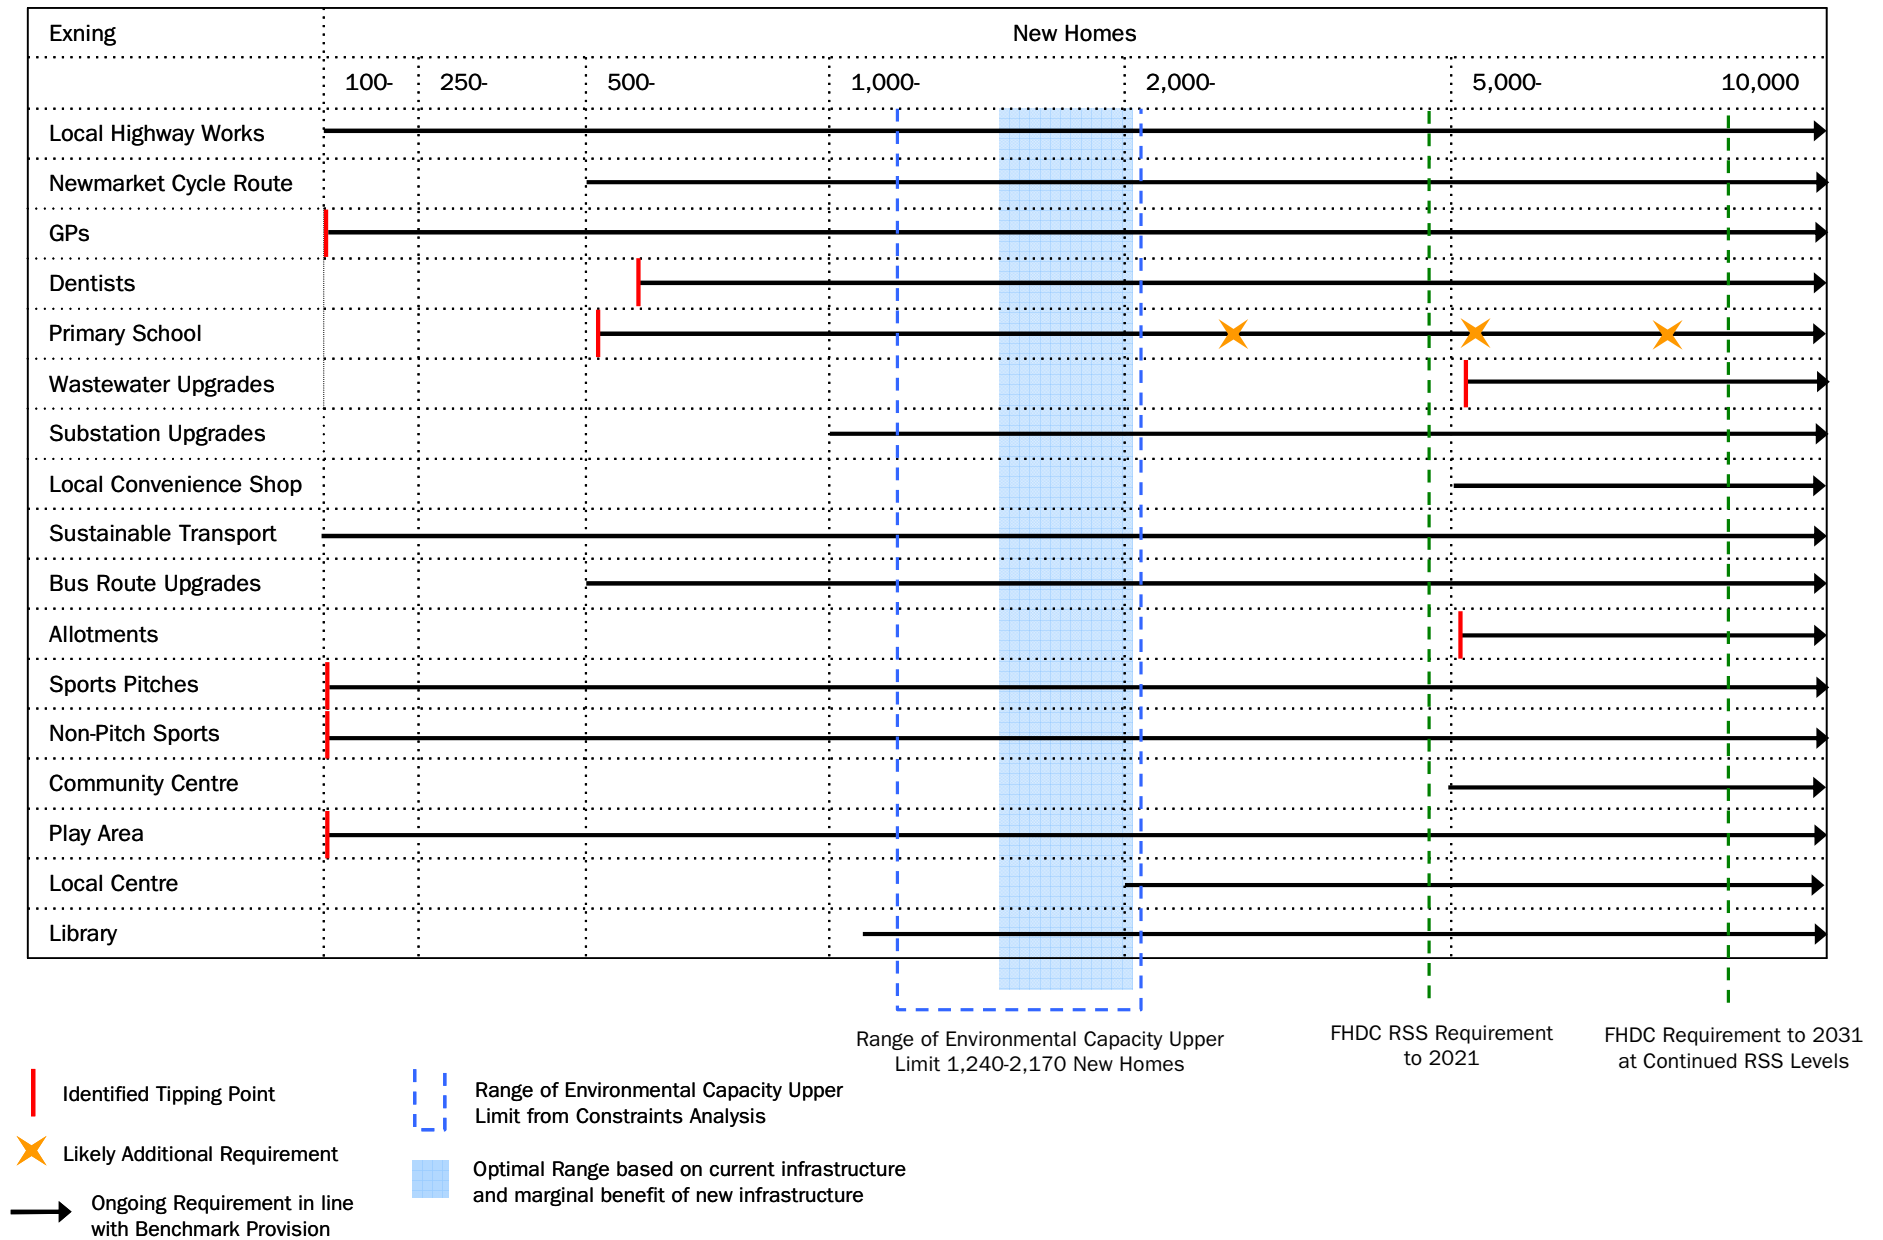 Exning
New Homes
100- 250- 500- 1,000- 2,000- 5,000- 10,000
Local Highway Works
Newmarket Cycle Route
GPs
Dentists
Primary School
Wastewater Upgrades
Substation Upgrades
Local Convenience Shop
Sustainable Transport
Bus Route Upgrades
Allotments
Sports Pitches
Non-Pitch Sports
Community Centre
Play Area
Local Centre
Library
Range of Environmental Capacity Upper
Limit 1,240-2,170 New Homes
FHDC RSS Requirement
to 2021
FHDC Requirement to 2031
at Continued RSS Levels
Identified Tipping Point
Likely Additional Requirement
Ongoing Requirement in line
with Benchmark Provision
Range of Environmental Capacity Upper
Limit from Constraints Analysis
Optimal Range based on current infrastructure
and marginal benefit of new infrastructure